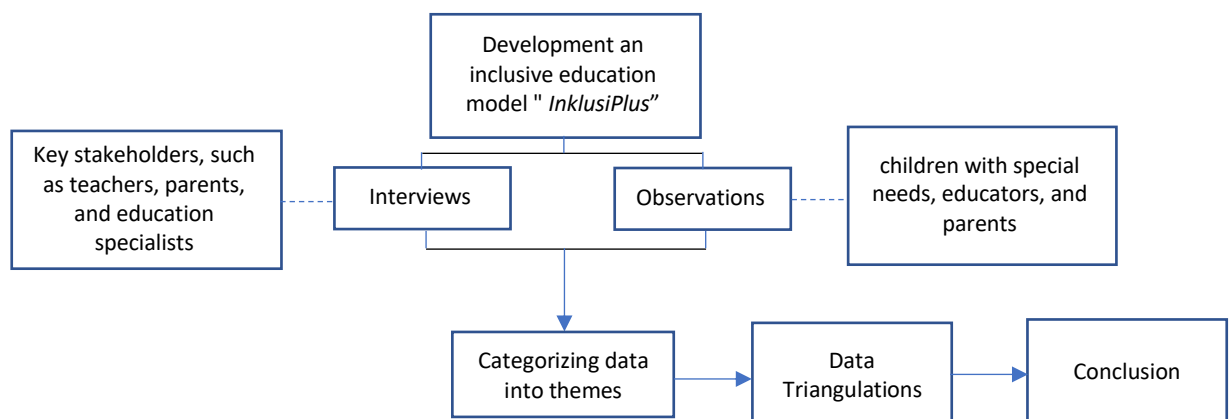 Development an
inclusive education
model " InklusiPlus”
Key stakeholders, such
as teachers, parents,
and education
specialists
Interviews
Observations
children with special
needs, educators, and
parents
Categorizing data
into themes
Data
Triangulations
Conclusion